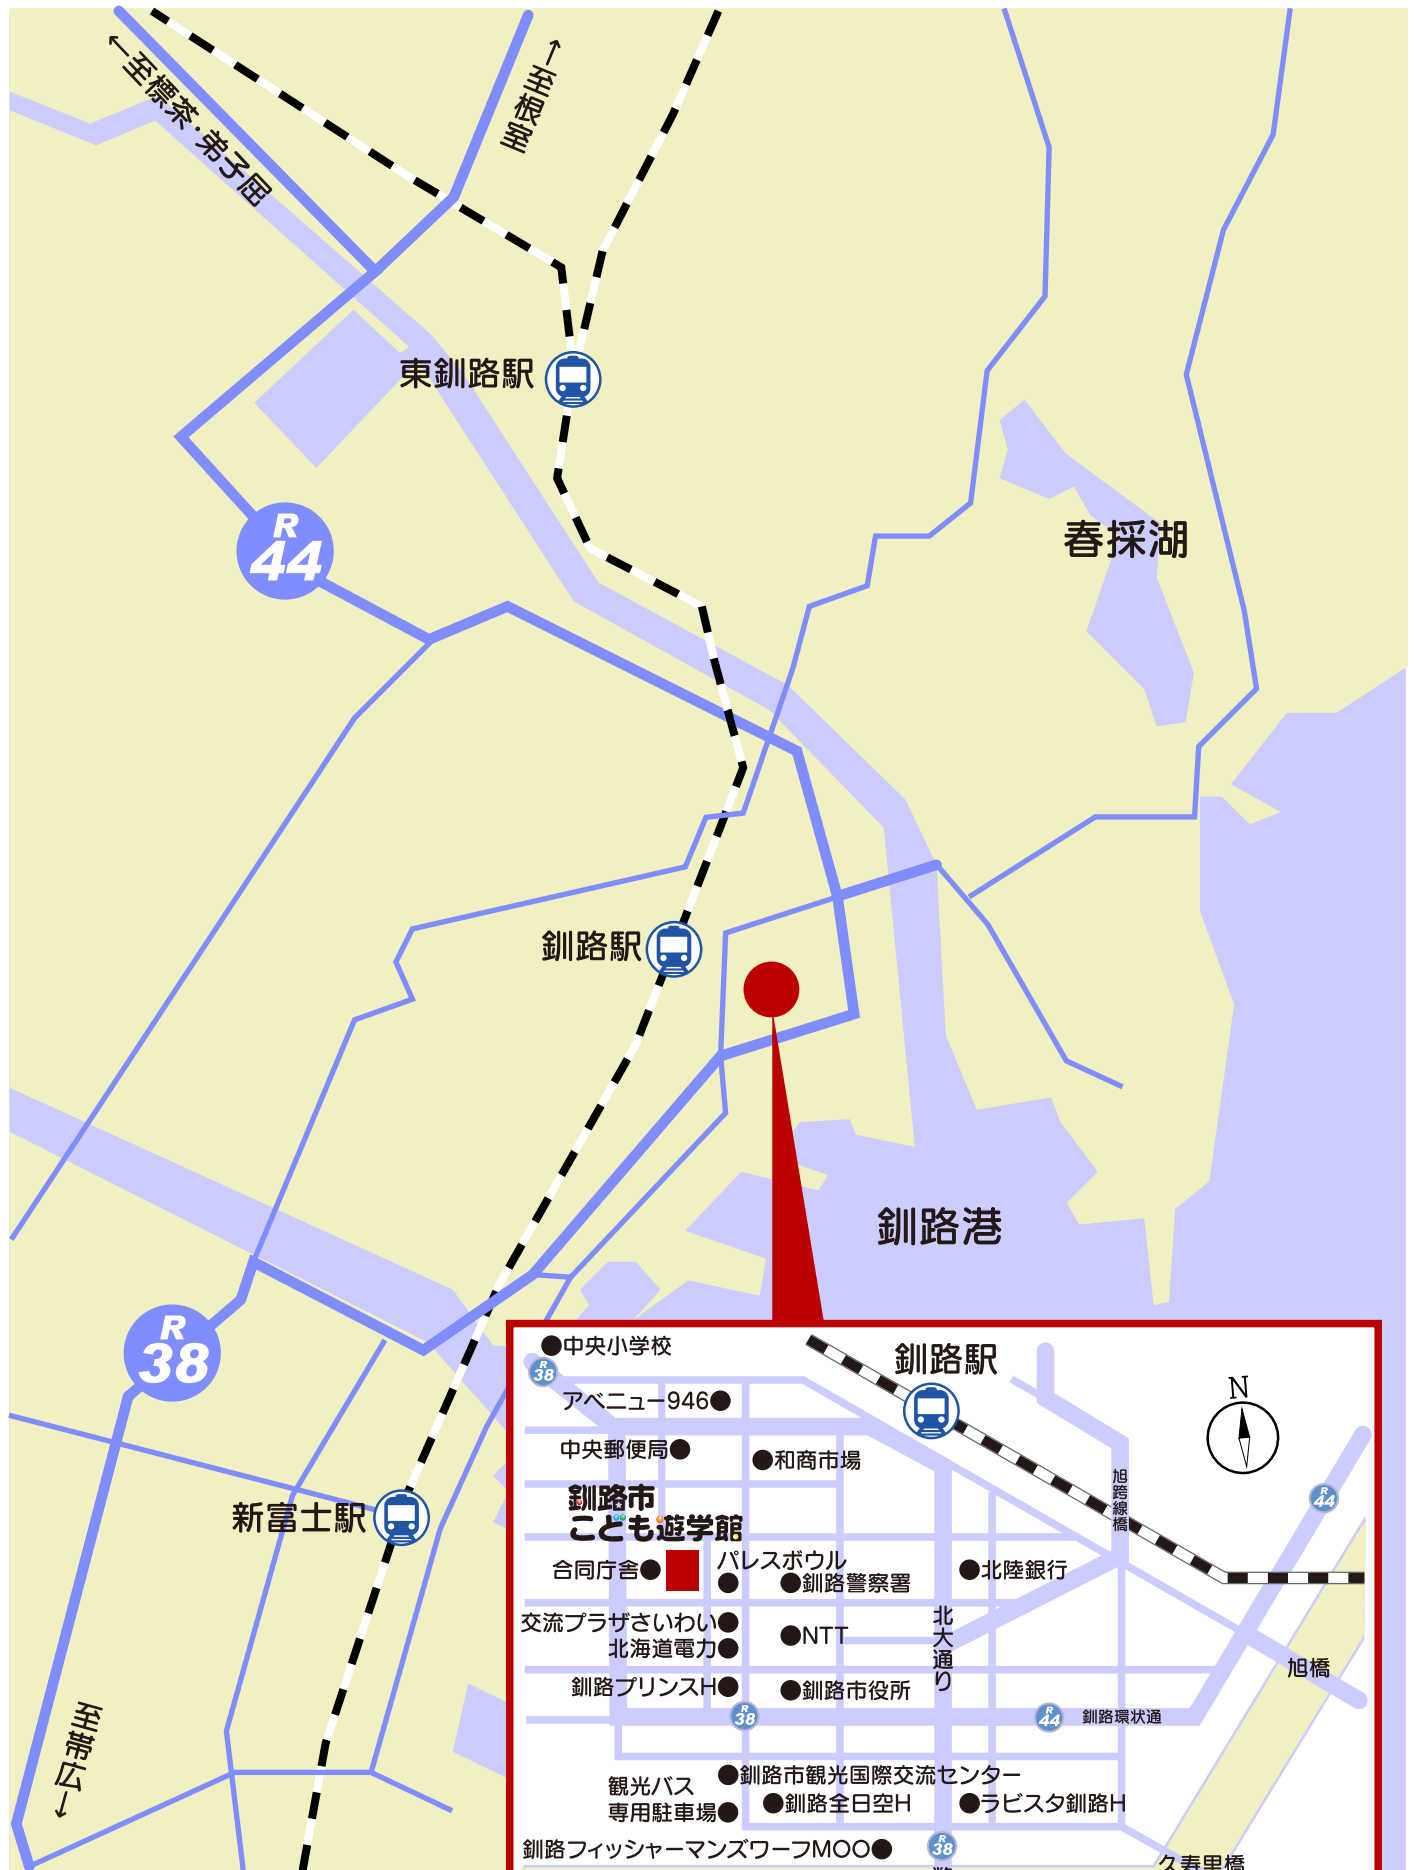 ←至標茶・弟子屈
←至根室
東釧路駅
R
44
春採湖
釧路駅
釧路港
R
38
新富士駅
至帯広→
中央小学校
R
38
釧路駅
N
アベニュー946
中央郵便局
和商市場
旭跨線橋
R
44
釧路市
こども遊学館
合同庁舎
パレスボウル
釧路警察署
北陸銀行
交流プラザさいわい
北海道電力
NTT
北大通り
旭橋
釧路プリンスH
釧路市役所
R
38
R
44
釧路環状通
釧路市観光国際交流センター
観光バス
専用駐車場
釧路全日空H
ラビスタ釧路H
釧路フィッシャーマンズワーフMOO
R
38
久寿里橋